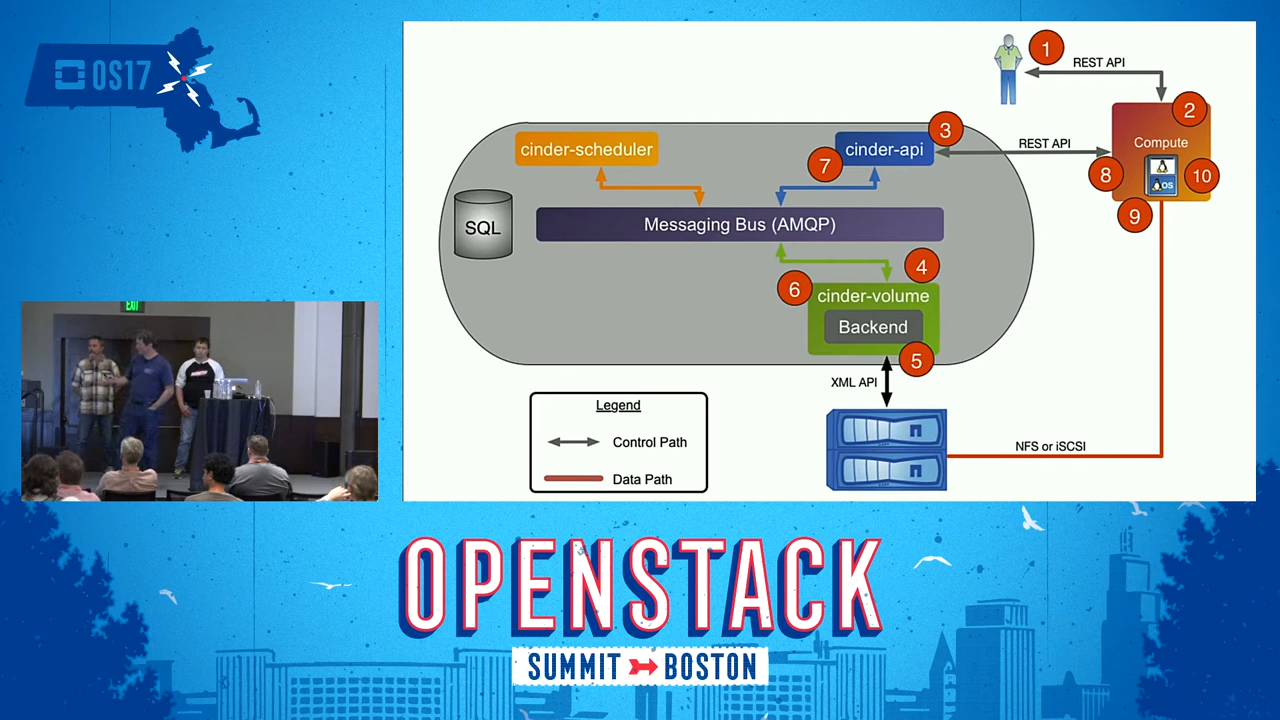 OS17
1
REST API
2
Compute
OS
8
10
9
3
REST API
cinder-scheduler
cinder-api
7
SQL
Messaging Bus (AMQP)
4
6
cinder-volume
Backend
5
XML API
NFS or iSCSI
Legend
Control Path
Data Path
EXIT
OPENSTACK
SUMMIT BOSTON